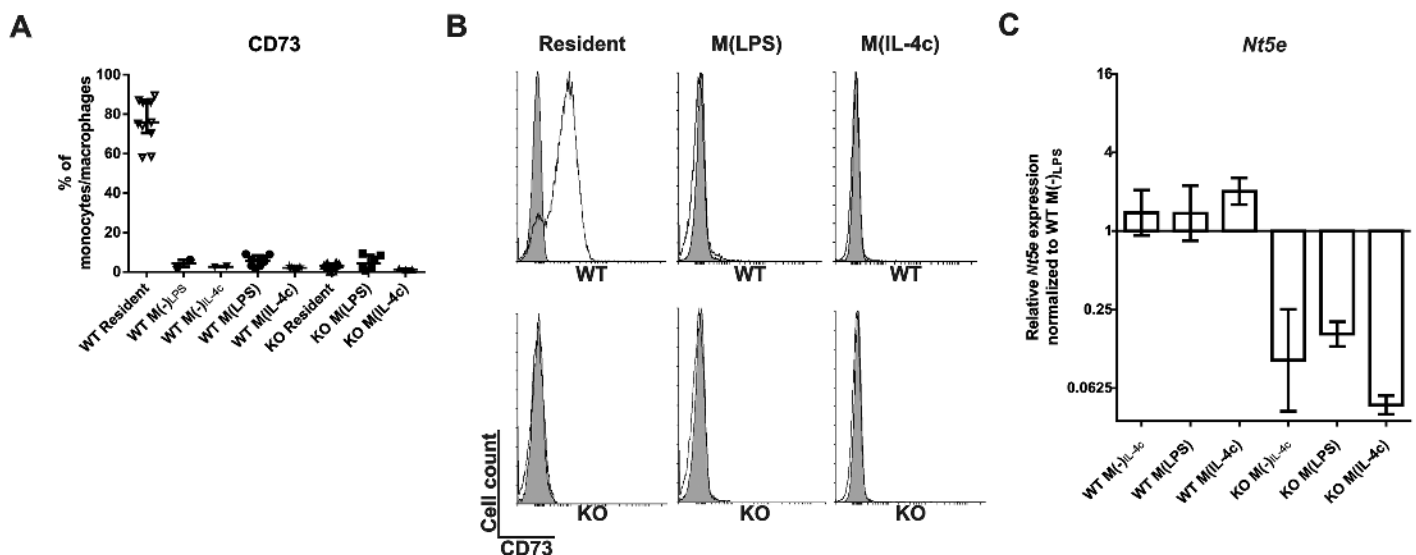 A
CD73
% of
monocytes/macrophages
100
80
60
40
20
0
WT Resident
WT M(-)LPS
WT M(-)IL-4c
WT M(LPS)
WT M(IL-4c)
KO Resident
KO M(LPS)
KO M(IL-4c)
B
Resident
M(LPS)
M(IL-4c)
WT
WT
WT
KO
KO
KO
Cell count
CD73
C
Nt5e
Relative Nt5e expression
normalized to WT M(-)LPS
16
4
1
0.25
0.0625
WT M(-)IL-4c
WT M(LPS)
WT M(IL-4c)
KO M(-)IL-4c
KO M(LPS)
KO M(IL-4c)